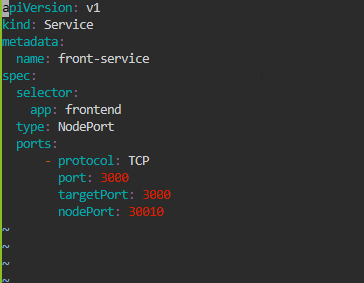 apiVersion: v1
kind: Service
metadata:
  name: front-service
spec:
  selector:
    app: frontend
  type: NodePort
  ports:
      - protocol: TCP
        port: 3000
        targetPort: 3000
        nodePort: 30010
~
~
~
~